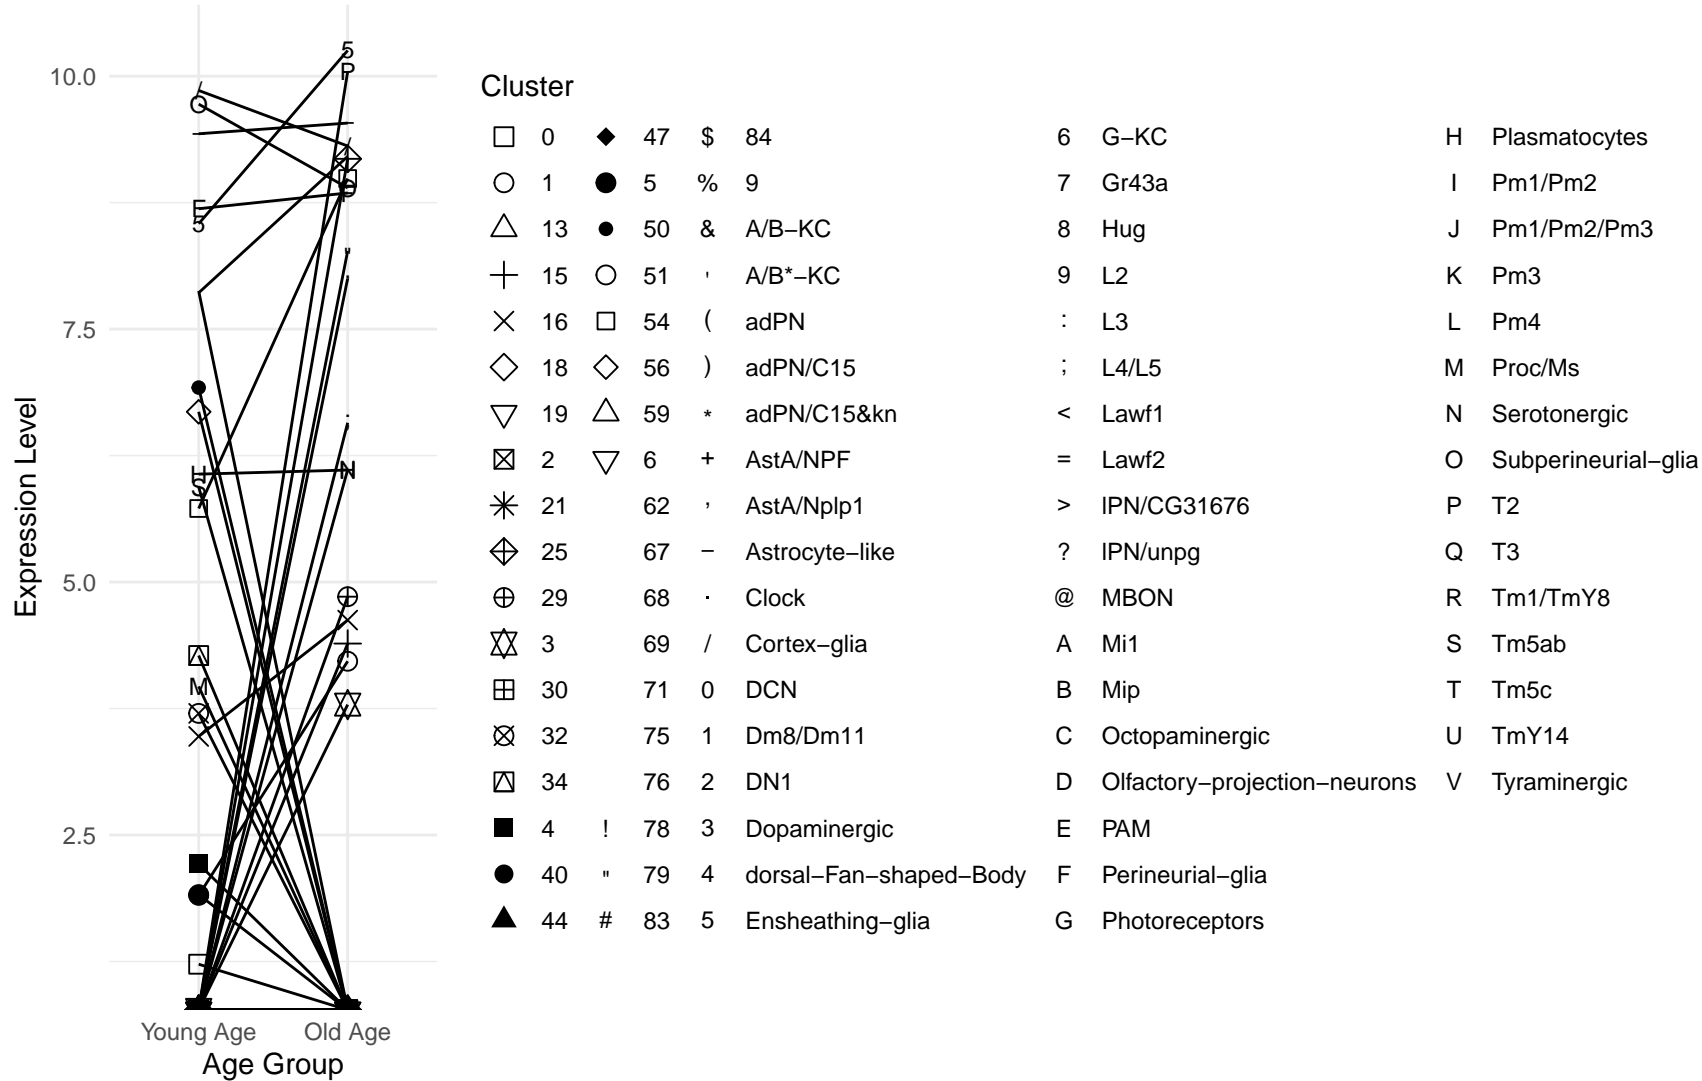 Cluster
10.0
7.5
5.0
2.5
Expression Level
Young Age Old Age
Age Group
0 47 $ 84 6 G−KC H Plasmatocytes
1 5 % 9 7 Gr43a I Pm1/Pm2
13 50 & A/B−KC 8 Hug J Pm1/Pm2/Pm3
15 51 ' A/B*−KC 9 L2 K Pm3
16 54 ( adPN : L3 L Pm4
18 56 ) adPN/C15 ; L4/L5 M Proc/Ms
19 59 * adPN/C15&kn < Lawf1 N Serotonergic
2 6 + AstA/NPF = Lawf2 O Subperineurial−glia
21 62 , AstA/Nplp1 > lPN/CG31676 P T2
25 67 − Astrocyte−like ? lPN/unpg Q T3
29 68 . Clock @ MBON R Tm1/TmY8
3 69 / Cortex−glia A Mi1 S Tm5ab
30 71 0 DCN B Mip T Tm5c
32 75 1 Dm8/Dm11 C Octopaminergic U TmY14
34 76 2 DN1 D Olfactory−projection−neurons V Tyraminergic
4 ! 78 3 Dopaminergic E PAM
40 " 79 4 dorsal−Fan−shaped−Body F Perineurial−glia
44 # 83 5 Ensheathing−glia G Photoreceptors